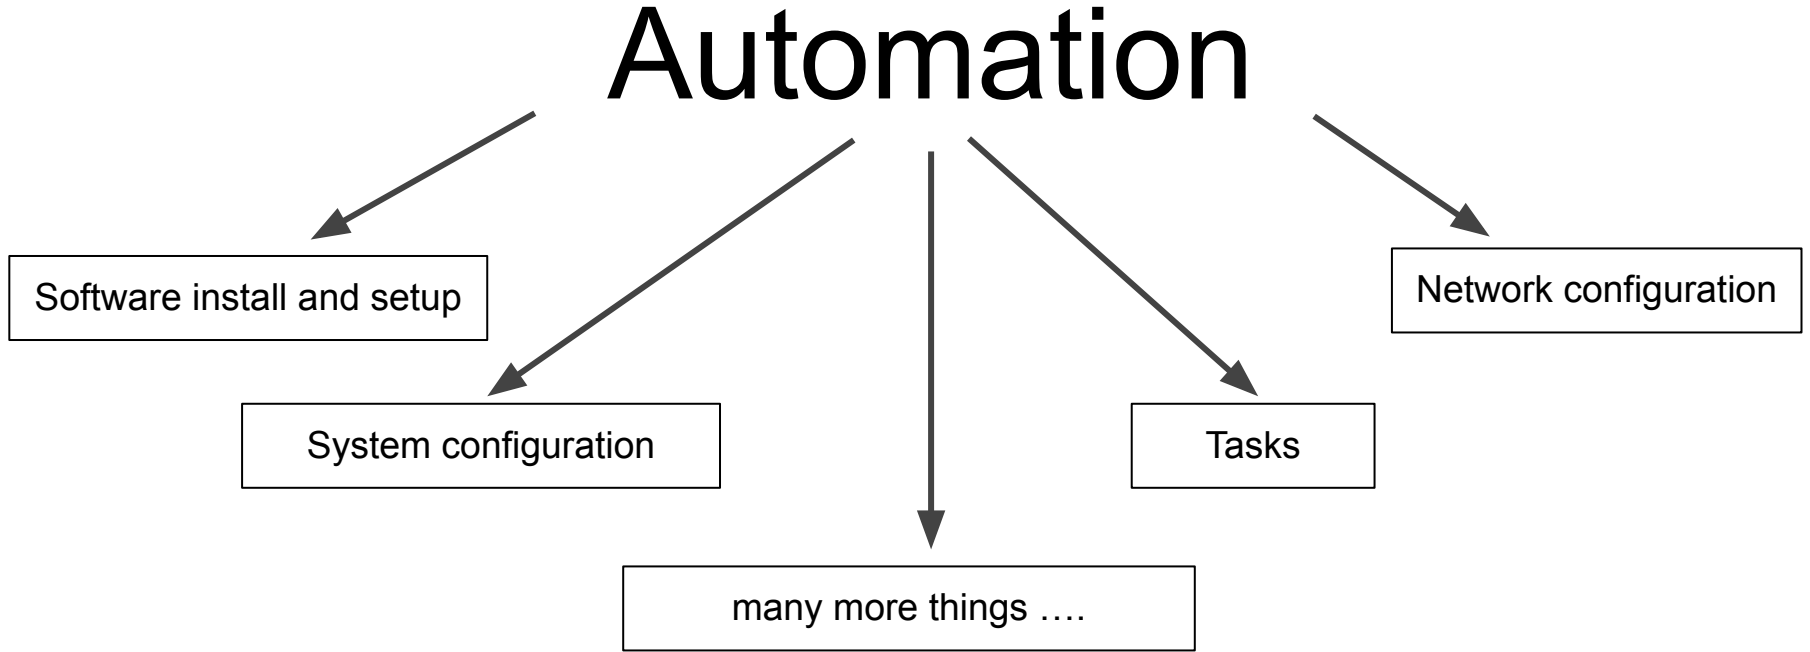 Automation
Software install and setup
Network configuration
System configuration
Tasks
many more things ….